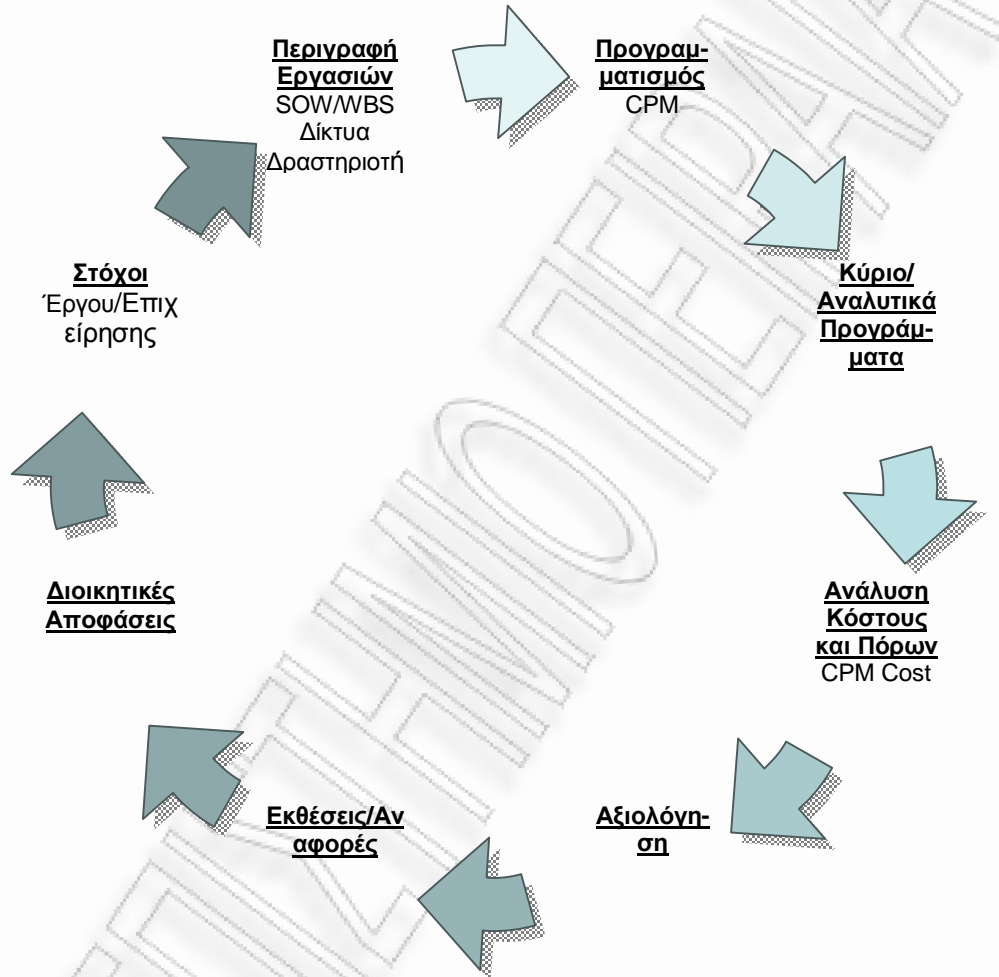 Περιγραφή
Εργασιών
SOW/WBS
Δίκτυα
Δραστηριοτή
Προγραμ-
ματισμός
CPM
Κύριο/
Αναλυτικά
Προγράμ-
ματα
Ανάλυση
Κόστους
και Πόρων
CPM Cost
Αξιολόγη-
ση
Εκθέσεις/Αν
αφορές
Διοικητικές
Αποφάσεις
Στόχοι
Έργου/Επιχ
είρησης